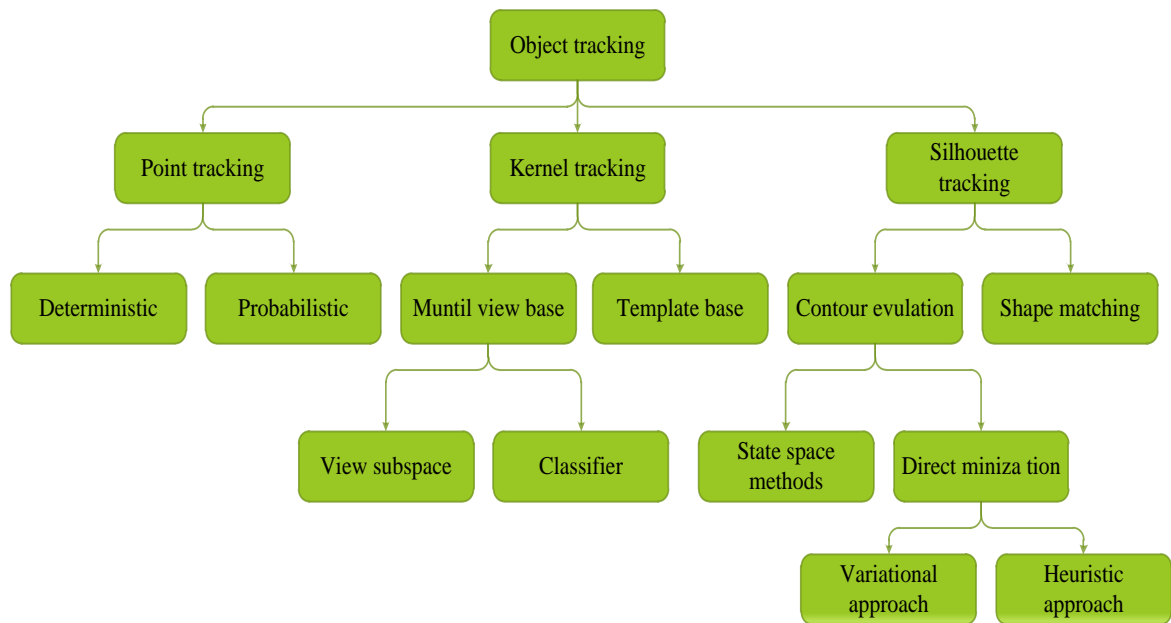 Object tracking
Point tracking
Kernel tracking
Silhouette
tracking
Deterministic
Probabilistic
Muntil view base
Template base
Contour evulation
Shape matching
View subspace
Classifier
State space
methods
Direct miniza tion
Variational
approach
Heuristic
approach